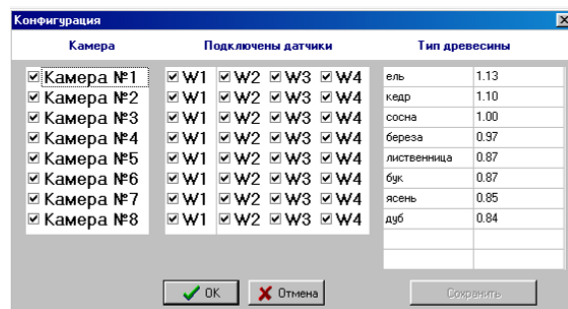 Конфигурация
Камера Подключены датчики Тип древесины
Камера №1 W1 W2 W3 W4 ель 1.13
Камера №2 W1 W2 W3 W4 кедр 1.10
Камера №3 W1 W2 W3 W4 сосна 1.00
Камера №4 W1 W2 W3 W4 береза 0.97
Камера №5 W1 W2 W3 W4 лиственница 0.87
Камера №6 W1 W2 W3 W4 бук 0.87
Камера №7 W1 W2 W3 W4 ясень 0.85
Камера №8 W1 W2 W3 W4 дуб 0.84
OK Отмена Сохранить